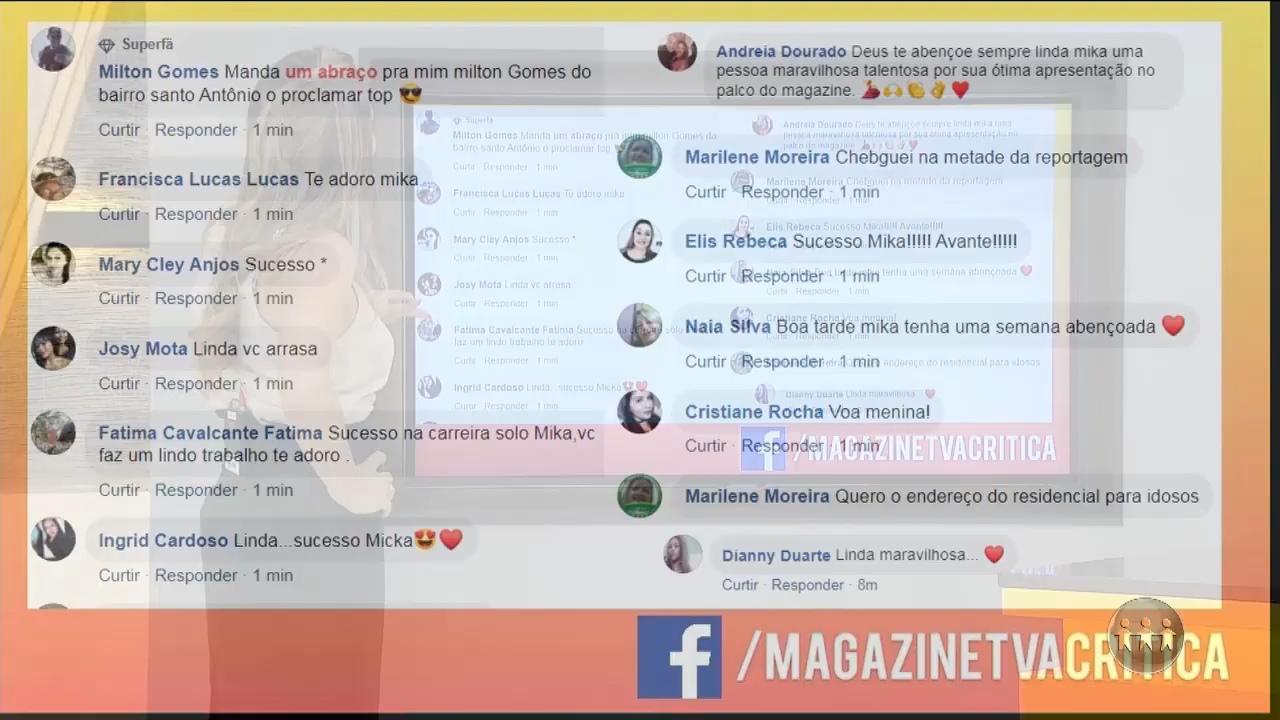 Superfã
Milton Gomes Manda um abraço pra mim milton Gomes do
bairro santo Antônio o proclamar top 😎
Curtir · Responder · 1 min
Francisca Lucas Lucas Te adoro mika
Curtir · Responder · 1 min
Mary Cley Anjos Sucesso *
Curtir · Responder · 1 min
Josy Mota Linda vc arrasa
Curtir · Responder · 1 min
Fatima Cavalcante Fatima Sucesso na carreira solo Mika,vc
faz um lindo trabalho te adoro .
Curtir · Responder · 1 min
Ingrid Cardoso Linda...sucesso Micka😍❤️
Curtir · Responder · 1 min
Andreia Dourado Deus te abençoe sempre linda mika uma
pessoa maravilhosa talentosa por sua ótima apresentação no
palco do magazine. 💃🙌👏👌❤️
Marilene Moreira Chebguei na metade da reportagem
Curtir · Responder · 1 min
Elis Rebeca Sucesso Mika!!!!! Avante!!!!
Curtir · Responder · 1 min
Naia Silva Boa tarde mika tenha uma semana abençoada ❤️
Curtir · Responder · 1 min
Cristiane Rocha Voa menina!
Curtir · Responder · 1 min
Marilene Moreira Quero o endereço do residencial para idosos
Dianny Duarte Linda maravilhosa... ❤️
Curtir · Responder · 8m
f /MAGAZINETVACRITICA
f /MAGAZINETVACRITICA